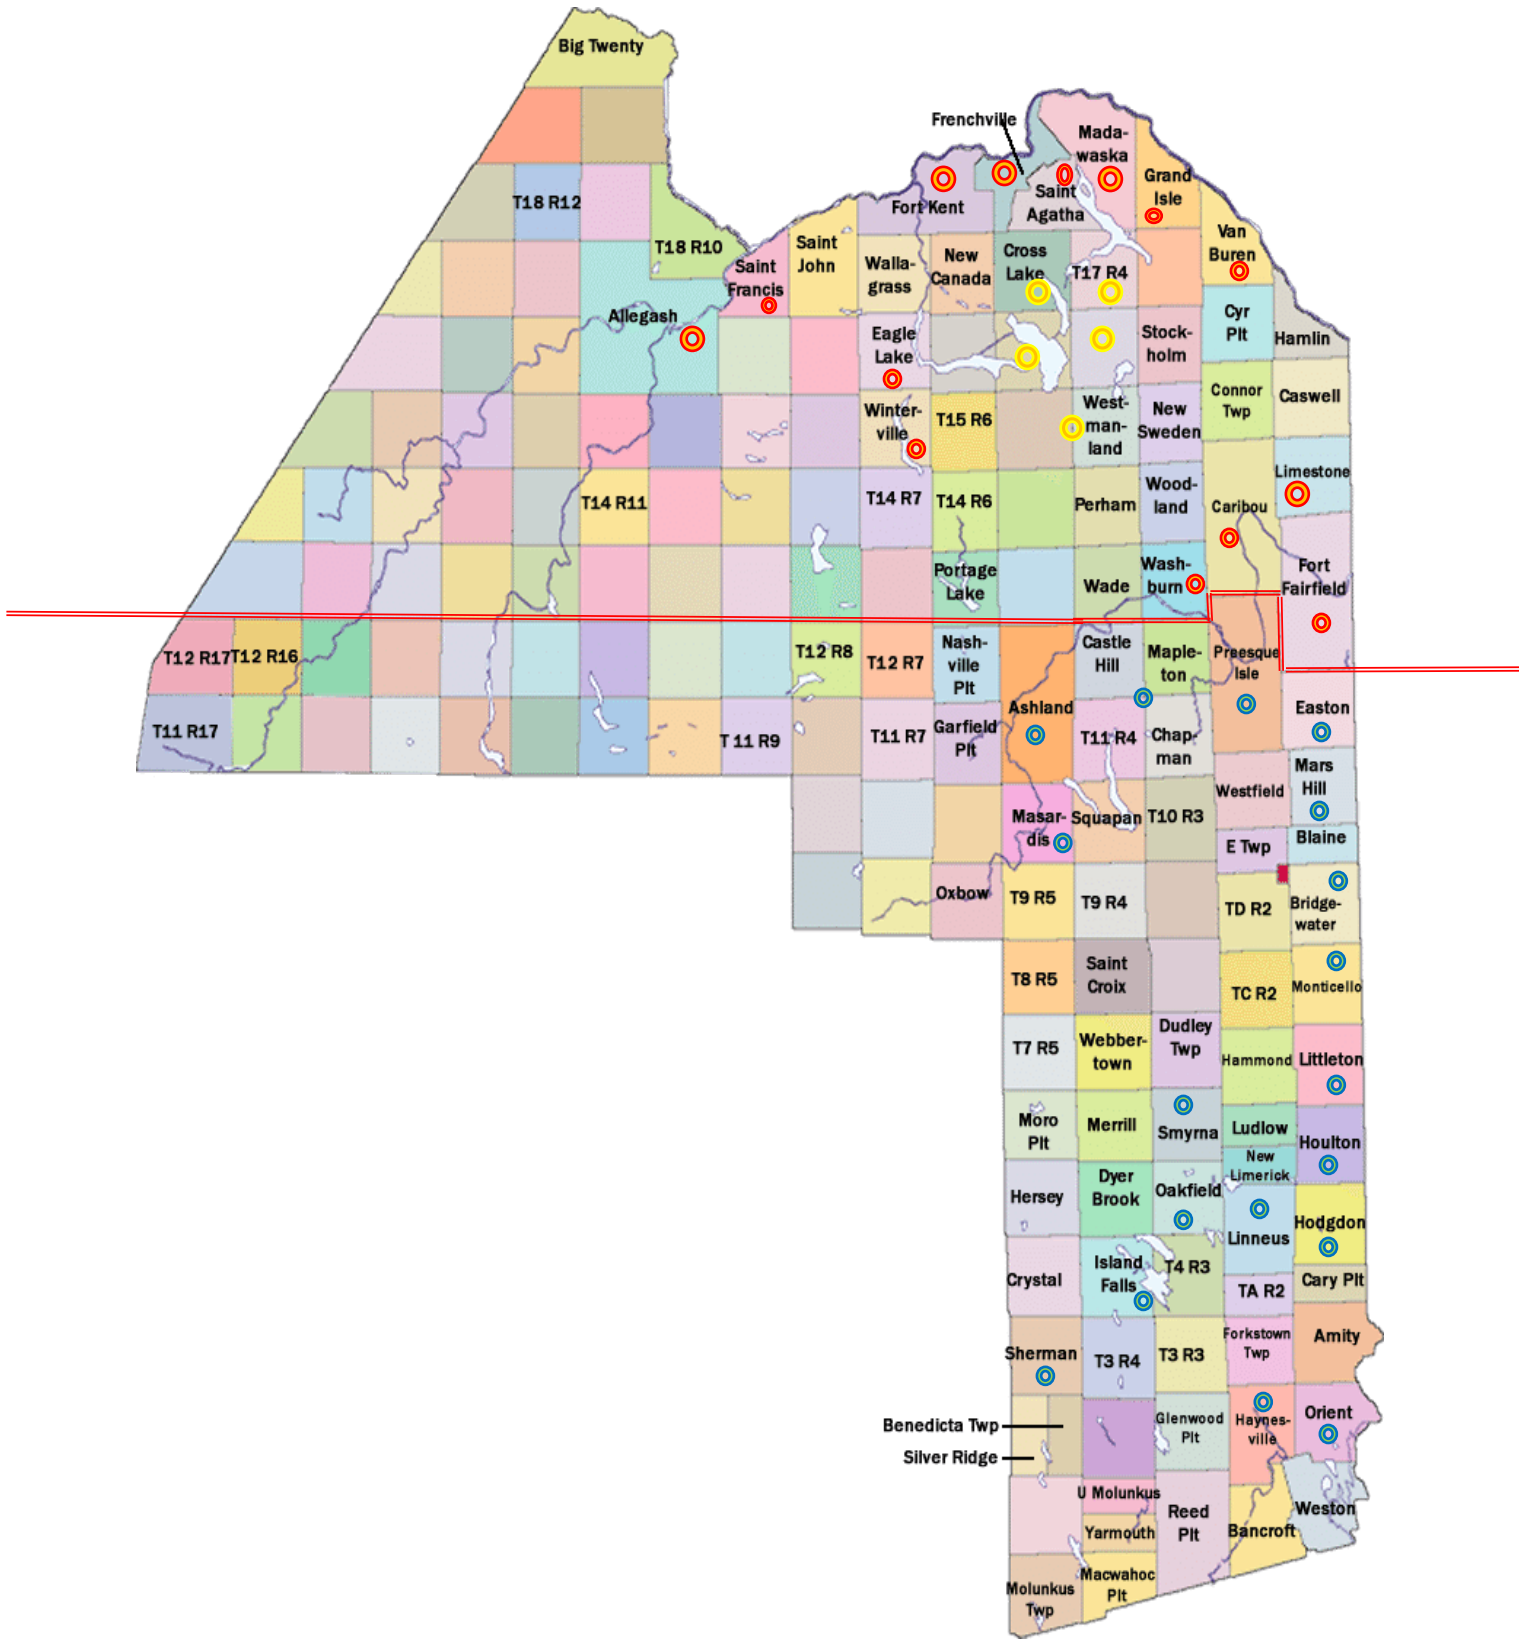 Big Twenty
Frenchville
Mada-
waska
T18 R12
Grand
Isle
Saint
Agatha
Fort Kent
T18 R10
Saint
John
Van
Buren
Saint
Francis
Walla-
grass
New
Canada
Cross
Lake
T17 R4
Allegash
Cyr
Plt
Eagle
Lake
Stock-
holm
Hamlin
Connor
Twp
Caswell
Winter-
ville
T15 R6
West-
man-
land
New
Sweden
Limestone
T14 R11
T14 R7
T14 R6
Perham
Wood-
land
Caribou
Portage
Lake
Wade
Wash-
burn
Fort
Fairfield
T12 R17
T12 R16
T12 R8
T12 R7
Nash-
ville
Plt
Castle
Hill
Maple-
ton
Preesque
Isle
Ashland
Easton
T11 R17
T 11 R9
T11 R7
Garfield
Plt
T11 R4
Chap-
man
Mars
Hill
Westfield
Masar-
dis
Squapan
T10 R3
E Twp
Blaine
Oxbow
T9 R5
T9 R4
TD R2
Bridge-
water
T8 R5
Saint
Croix
TC R2
Monticello
T7 R5
Webber-
town
Dudley
Twp
Hammond
Littleton
Moro
Plt
Merrill
Smyrna
Ludlow
Houlton
New
Limerick
Hersey
Dyer
Brook
Oakfield
Linneus
Hodgdon
Crystal
Island
Falls
T4 R3
TA R2
Cary Plt
Sherman
T3 R4
T3 R3
Forkstown
Twp
Amity
Benedicta Twp
Silver Ridge
Glenwood
Plt
Haynes-
ville
Orient
U Molunkus
Yarmouth
Reed
Plt
Bancroft
Weston
Molunkus
Twp
Macwahoc
Plt